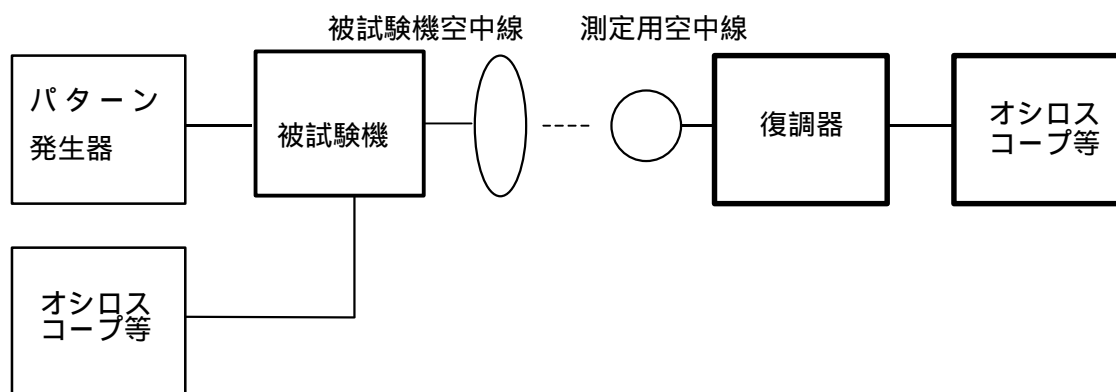 被試験機空中線
測定用空中線
パターン
発生器
被試験機
復調器
オシロス
コープ等
オシロス
コープ等